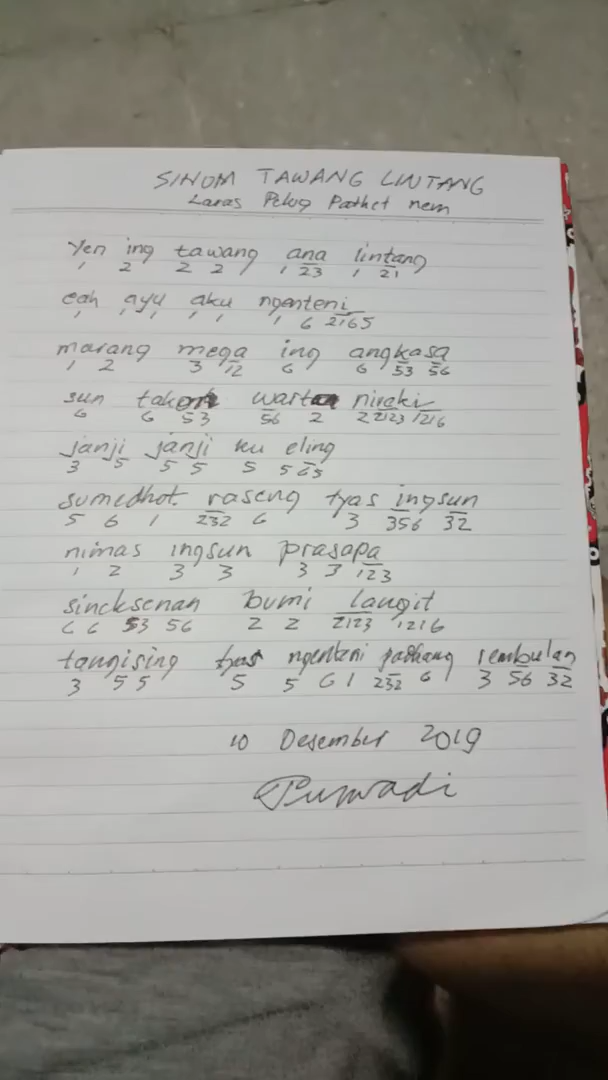 SINOM TAWANG LINTANG
Laras Pelog Pathet nem
Yen ing tawang ana lintang
1 2 2 2 1 23 1 21
cah ayu aku ngenteni
1 1 1 1 1 1 6 2165
marang mega ing angkasa
1 2 3 12 6 6 53 56
sun takon warta niraki
6 6 53 56 2 2 2123 1216
janji janji ku eling
3 5 5 5 5 5 65
sumedhot raseng tyas ingsun
5 6 1 232 6 3 356 32
nimas ingsun prasapa
1 2 3 3 3 3 123
sineksenan bumi langit
6 6 53 56 2 2 2123 1216
tangising tyas ngenteni padhang rembulan
3 5 5 5 5 6 1 232 6 3 56 32
10 Desember 2019
Purwadi